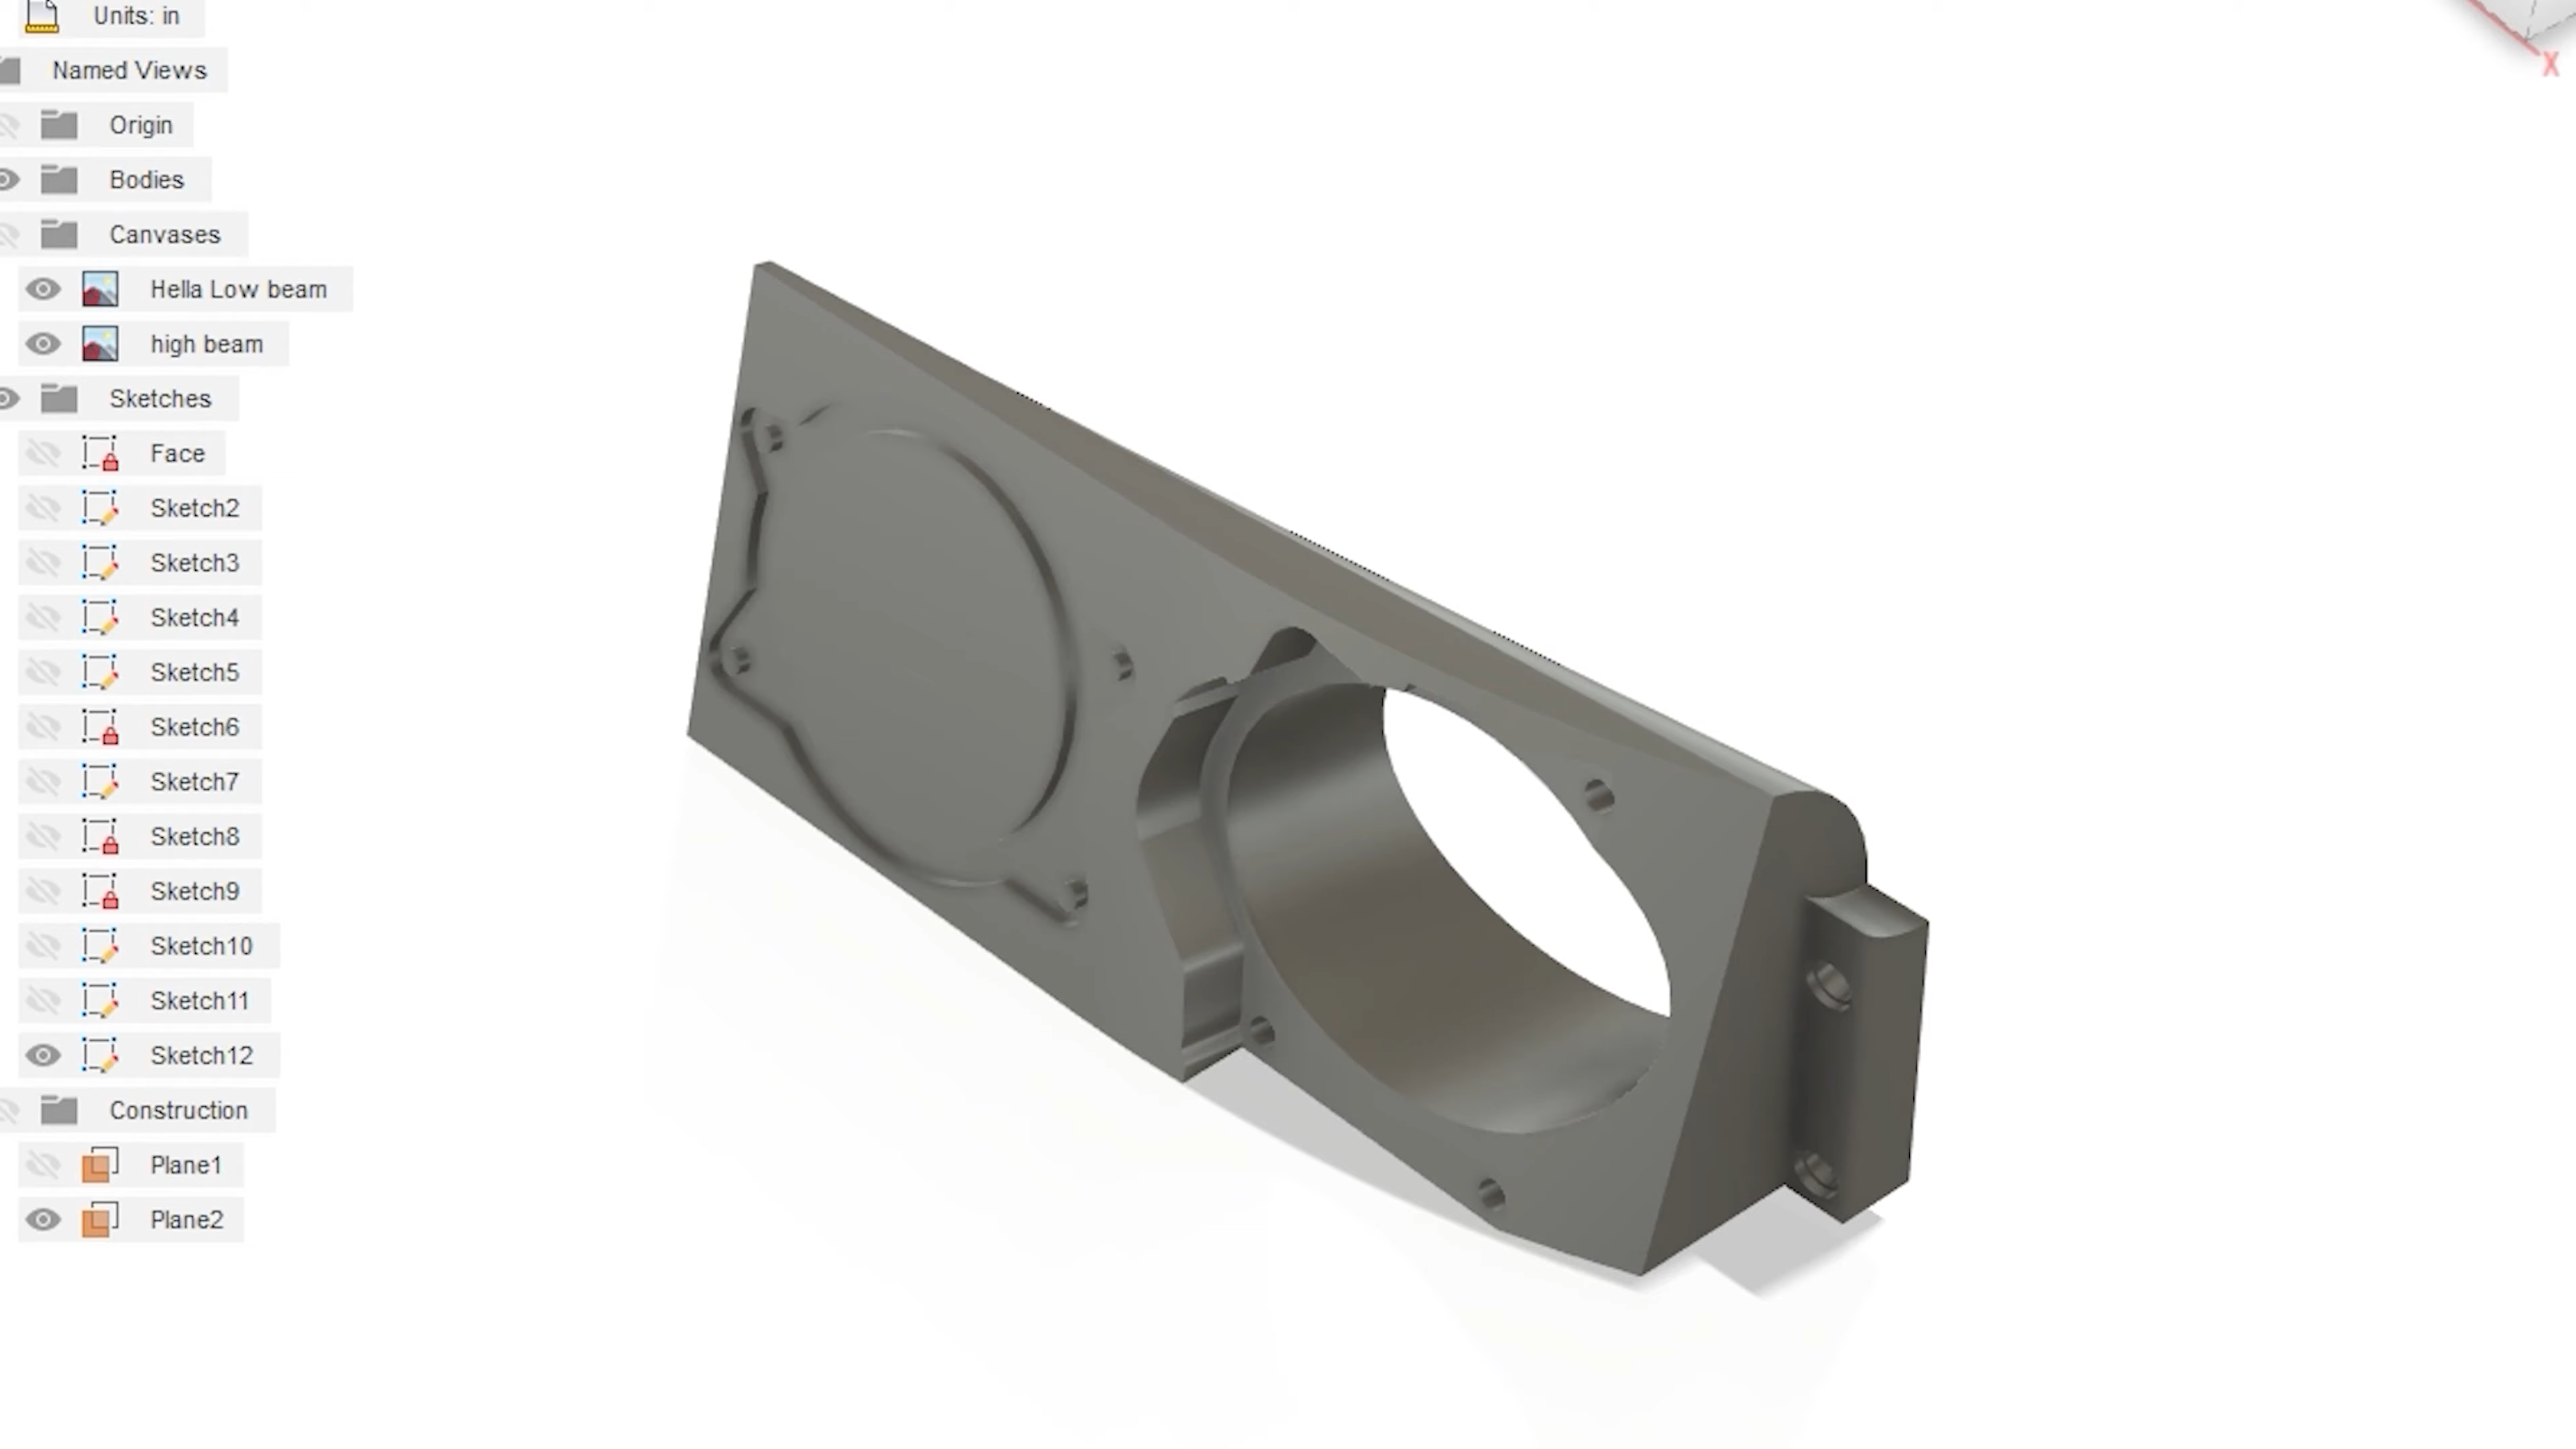 Units: in
Named Views
Origin
Bodies
Canvases
Hella Low beam
high beam
Sketches
Face
Sketch2
Sketch3
Sketch4
Sketch5
Sketch6
Sketch7
Sketch8
Sketch9
Sketch10
Sketch11
Sketch12
Construction
Plane1
Plane2
X